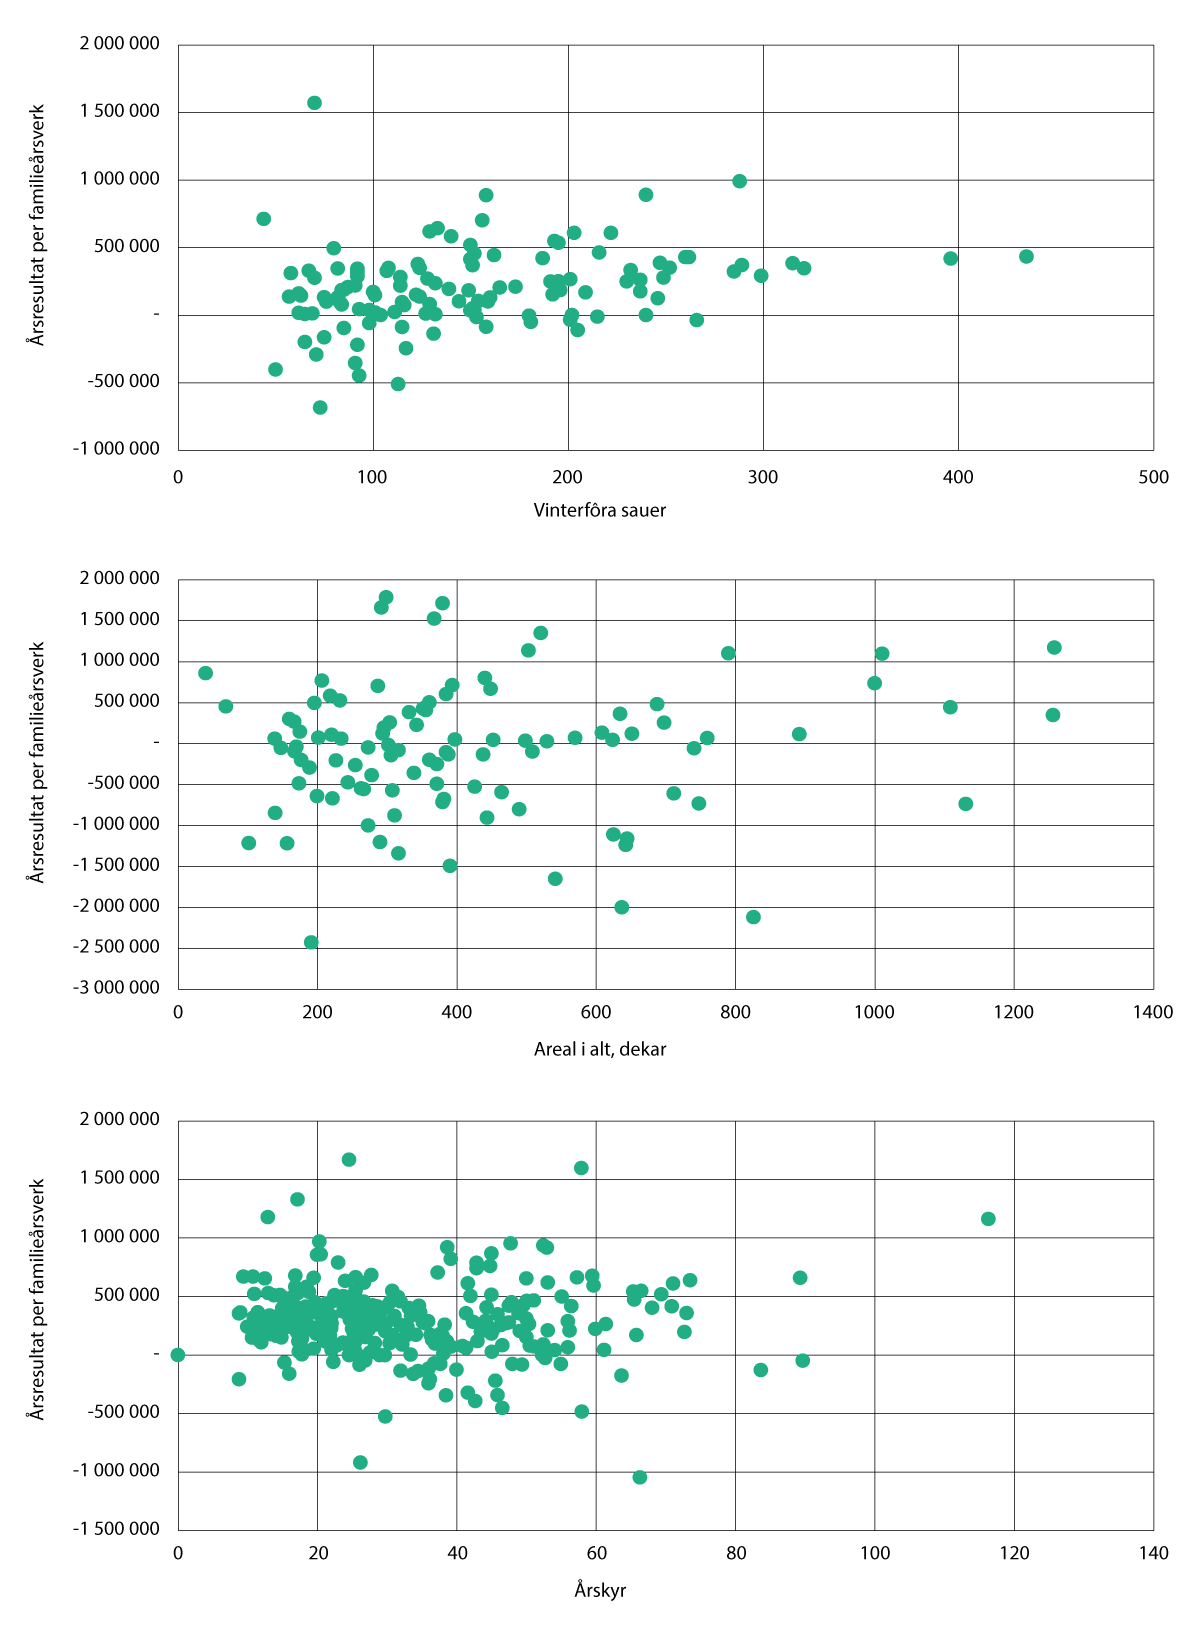 2 000 000
1 500 000
1 000 000
500 000
-
-500 000
-1 000 000
Årsresultat per familieårsverk
0 100 200 300 400 500
Vinterfôra sauer
2 000 000
1 500 000
1 000 000
500 000
-
-500 000
-1 000 000
-1 500 000
-2 000 000
-2 500 000
-3 000 000
Årsresultat per familieårsverk
0 200 400 600 800 1000 1200 1400
Areal i alt, dekar
2 000 000
1 500 000
1 000 000
500 000
-
-500 000
-1 000 000
-1 500 000
Årsresultat per familieårsverk
0 20 40 60 80 100 120 140
Årskyr